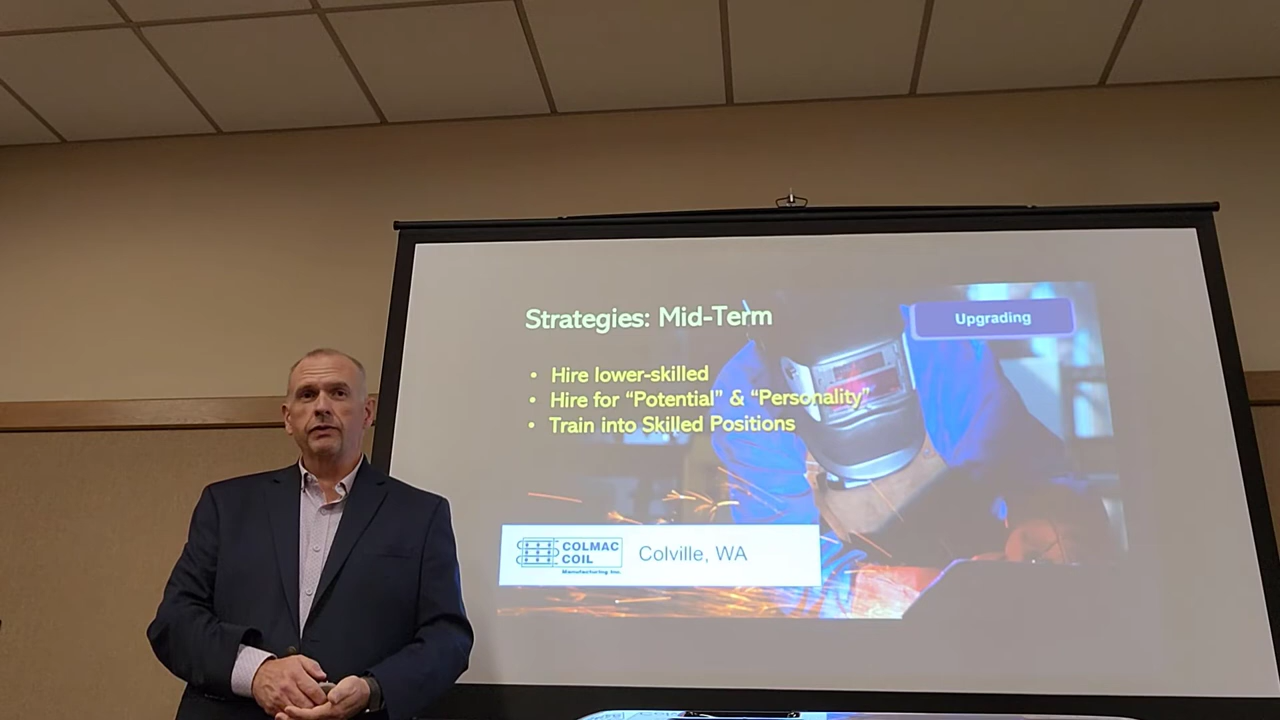 Strategies: Mid-Term
Upgrading
• Hire lower-skilled
• Hire for “Potential” & “Personality”
• Train into Skilled Positions
COLMAC
COIL
Manufacturing Inc.
Colville, WA